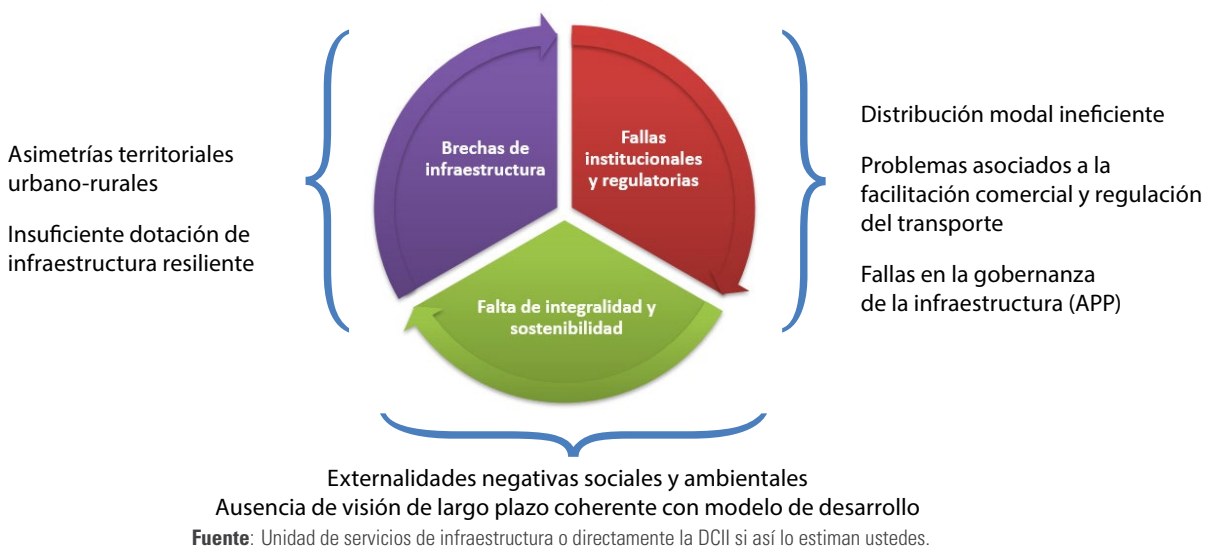 Asimetrías territoriales
urbano-rurales
Insuficiente dotación de
infraestructura resiliente
Brechas de
infraestructura
Fallas
institucionales
y regulatorias
Falta de integralidad y
sostenibilidad
Distribución modal ineficiente
Problemas asociados a la
facilitación comercial y regulación
del transporte
Fallas en la gobernanza
de la infraestructura (APP)
Externalidades negativas sociales y ambientales
Ausencia de visión de largo plazo coherente con modelo de desarrollo
Fuente: Unidad de servicios de infraestructura o directamente la DCII si así lo estiman ustedes.